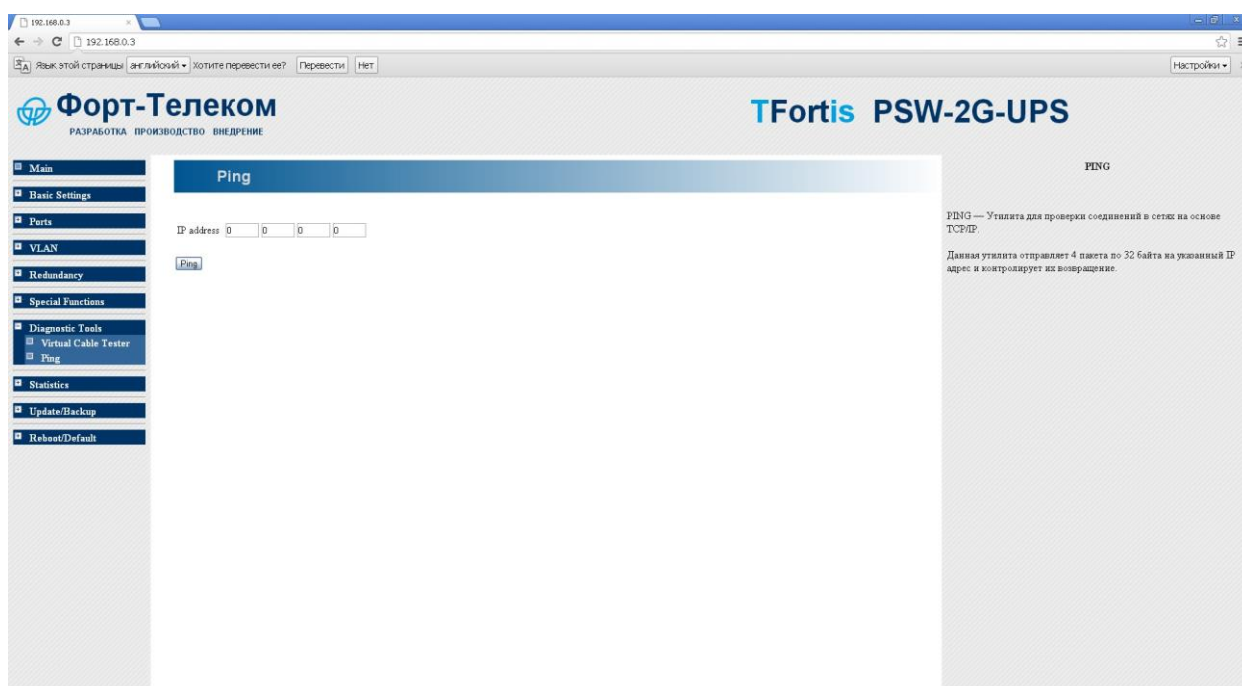 192.168.0.3
192.168.0.3
Язык этой страницы английский Хотите перевести ее? Перевести Нет Настройки
Форт-Телеком
РАЗРАБОТКА ПРОИЗВОДСТВО ВНЕДРЕНИЕ
TFortis PSW-2G-UPS
Main
Basic Settings
Ports
VLAN
Redundancy
Special Functions
Diagnostic Tools
Virtual Cable Tester
Ping
Statistics
Update/Backup
Reboot/Default
Ping
IP address 0 0 0 0
Ping
PING
PING — Утилита для проверки соединений в сетях на основе
TCP/IP.
Данная утилита отправляет 4 пакета по 32 байта на указанный IP
адрес и контролирует их возвращение.